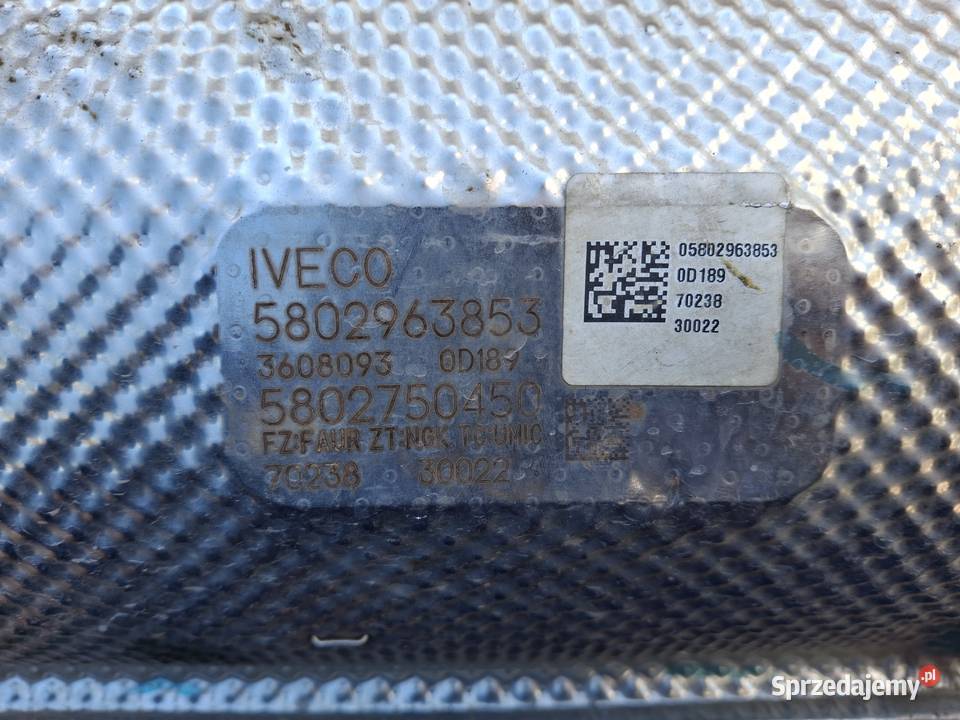 IVECO
5802963853
3608093 0D189
5802750450
FZ:FAUR ZT:NGK TC:UMIC
70238 30022
05802963853
0D189
70238
30022
Sprzedajemy.pl